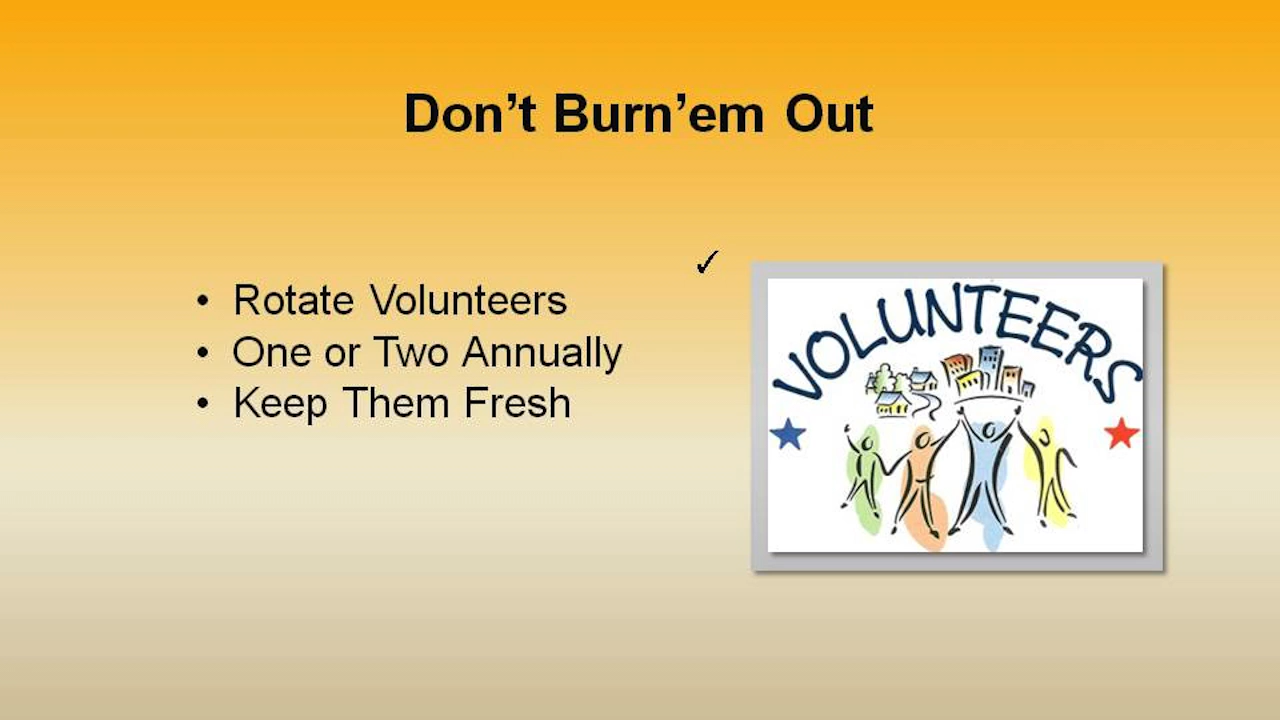 Don’t Burn’em Out
• Rotate Volunteers
• One or Two Annually
• Keep Them Fresh
✓
VOLUNTEERS